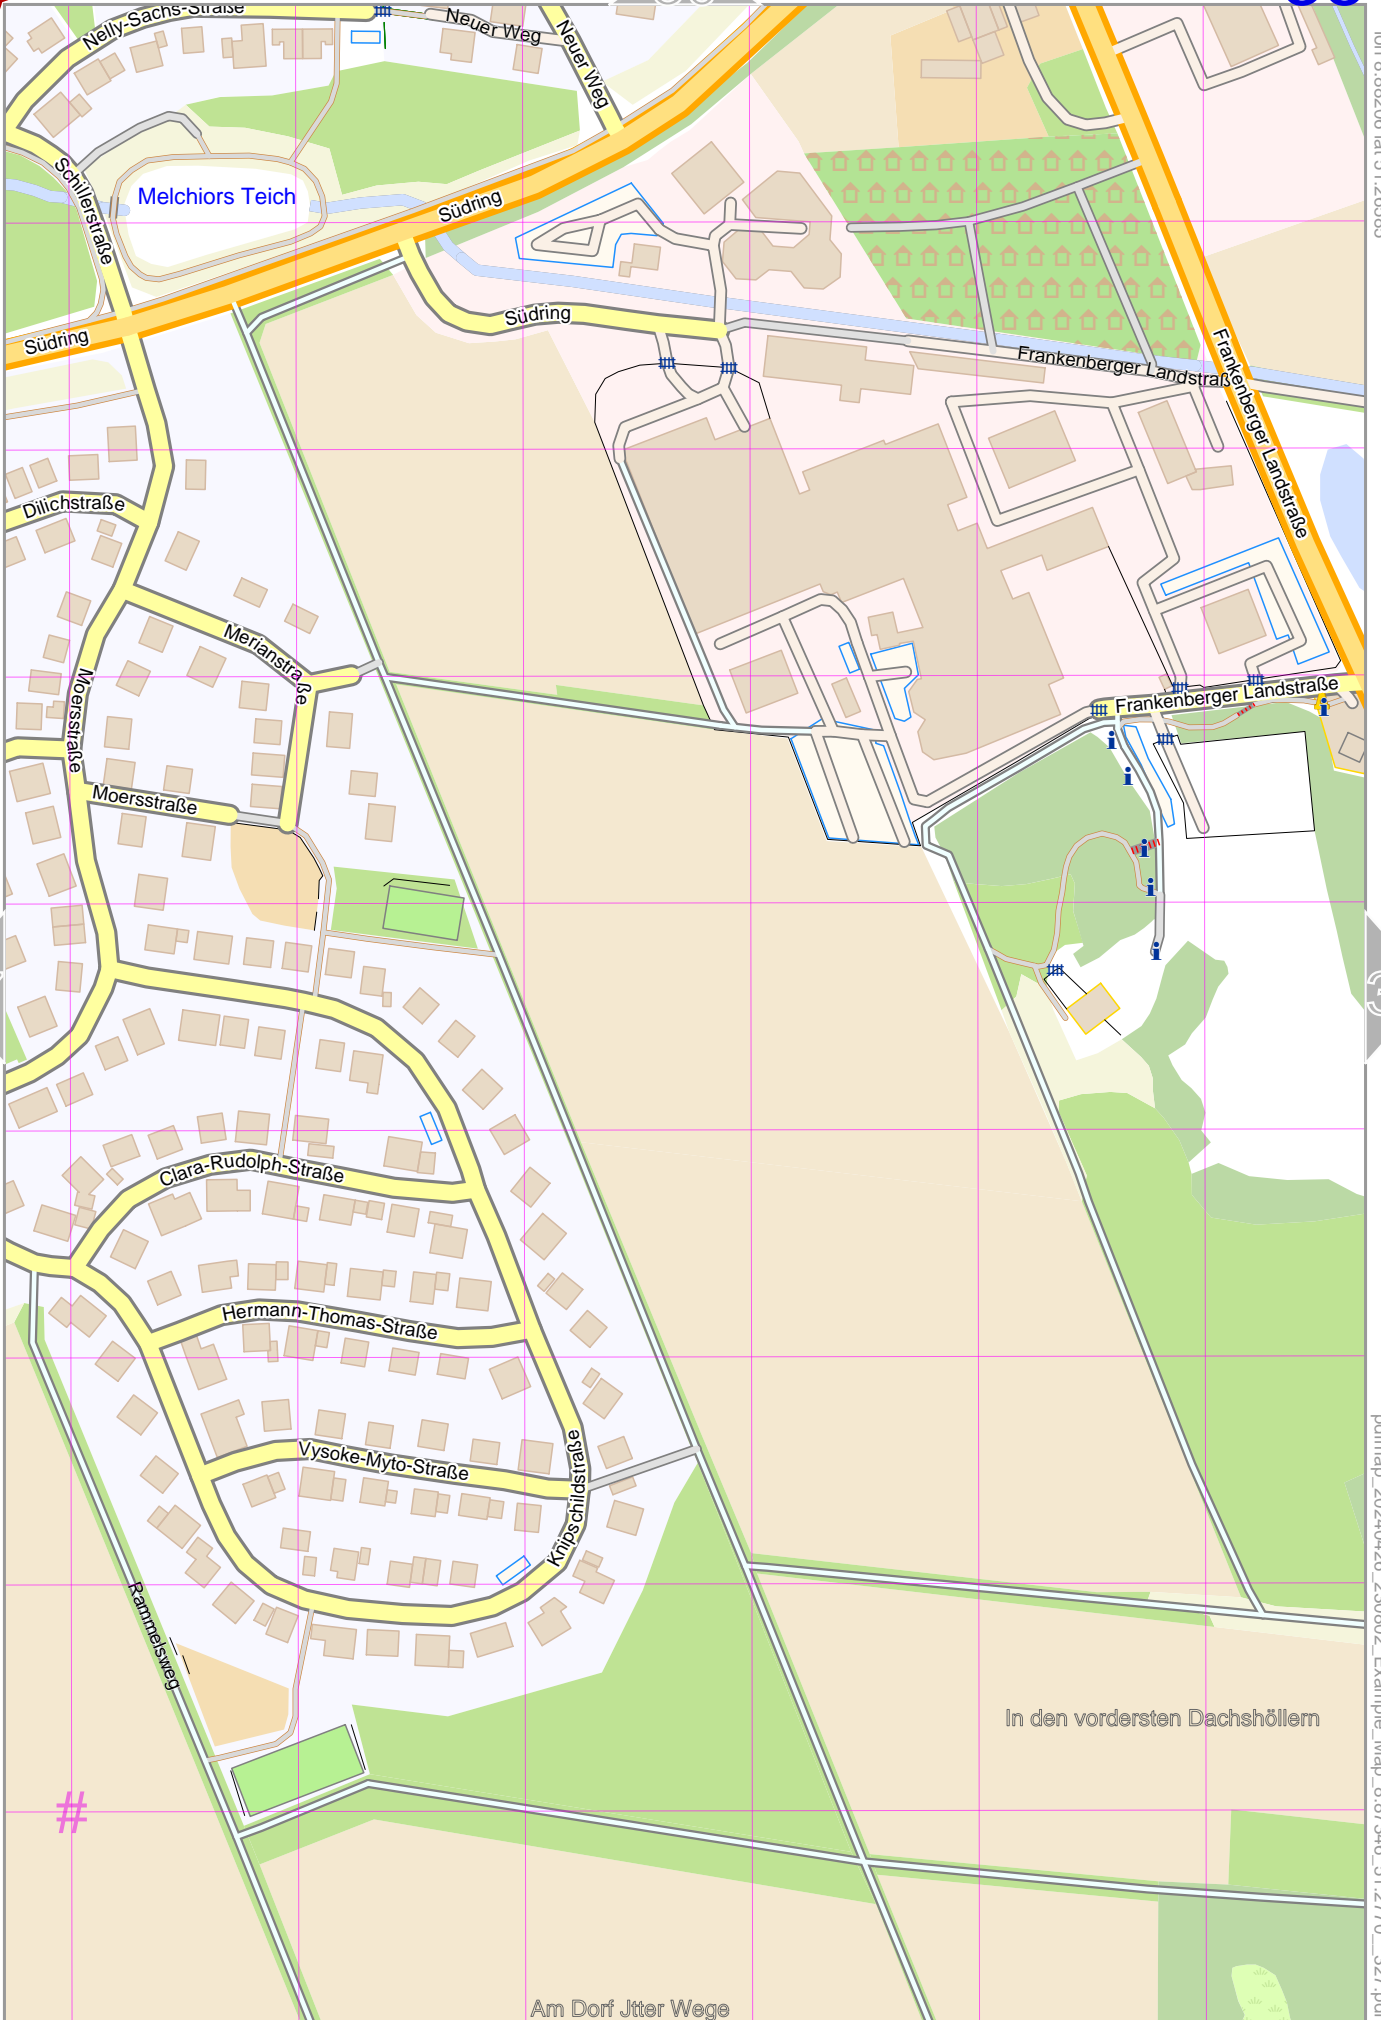 Nelly-Sachs-Straße
Neuer Weg
Neuer Weg
Schillerstraße
Melchiors Teich
Südring
Südring
Südring
Frankenberger Landstraße
Frankenberger Landstraße
Dilichstraße
Merianstraße
Moersstraße
Frankenberger Landstraße
Moersstraße
Clara-Rudolph-Straße
Hermann-Thomas-Straße
Vysoke-Myto-Straße
Knipschildstraße
Rammelsweg
In den vordersten Dachshöllern
#
Am Dorf Jtter Wege